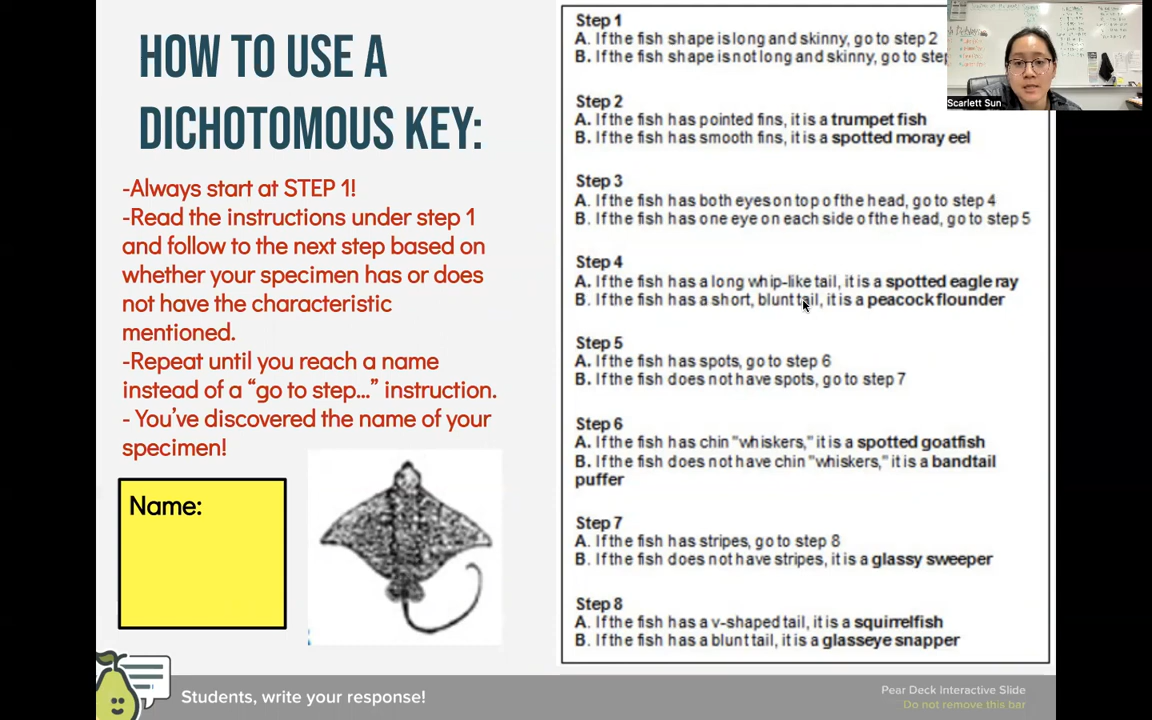 HOW TO USE A
DICHOTOMOUS KEY:
-Always start at STEP 1!
-Read the instructions under step 1
and follow to the next step based on
whether your specimen has or does
not have the characteristic
mentioned.
-Repeat until you reach a name
instead of a “go to step...” instruction.
- You’ve discovered the name of your
specimen!
Name:
Step 1
A. If the fish shape is long and skinny, go to step 2
B. If the fish shape is not long and skinny, go to
Step 2
A. If the fish has pointed fins, it is a trumpet fish
B. If the fish has smooth fins, it is a spotted moray eel
Step 3
A. If the fish has both eyes on top of the head, go to step 4
B. If the fish has one eye on each side of the head, go to step 5
Step 4
A. If the fish has a long whip-like tail, it is a spotted eagle ray
B. If the fish has a short, blunt tail, it is a peacock flounder
Step 5
A. If the fish has spots, go to step 6
B. If the fish does not have spots, go to step 7
Step 6
A. If the fish has chin "whiskers," it is a spotted goatfish
B. If the fish does not have chin "whiskers," it is a bandtail
puffer
Step 7
A. If the fish has stripes, go to step 8
B. If the fish does not have stripes, it is a glassy sweeper
Step 8
A. If the fish has a v-shaped tail, it is a squirrelfish
B. If the fish has a blunt tail, it is a glasseye snapper
Scarlett Sun
Students, write your response!
Pear Deck Interactive Slide
Do not remove this bar